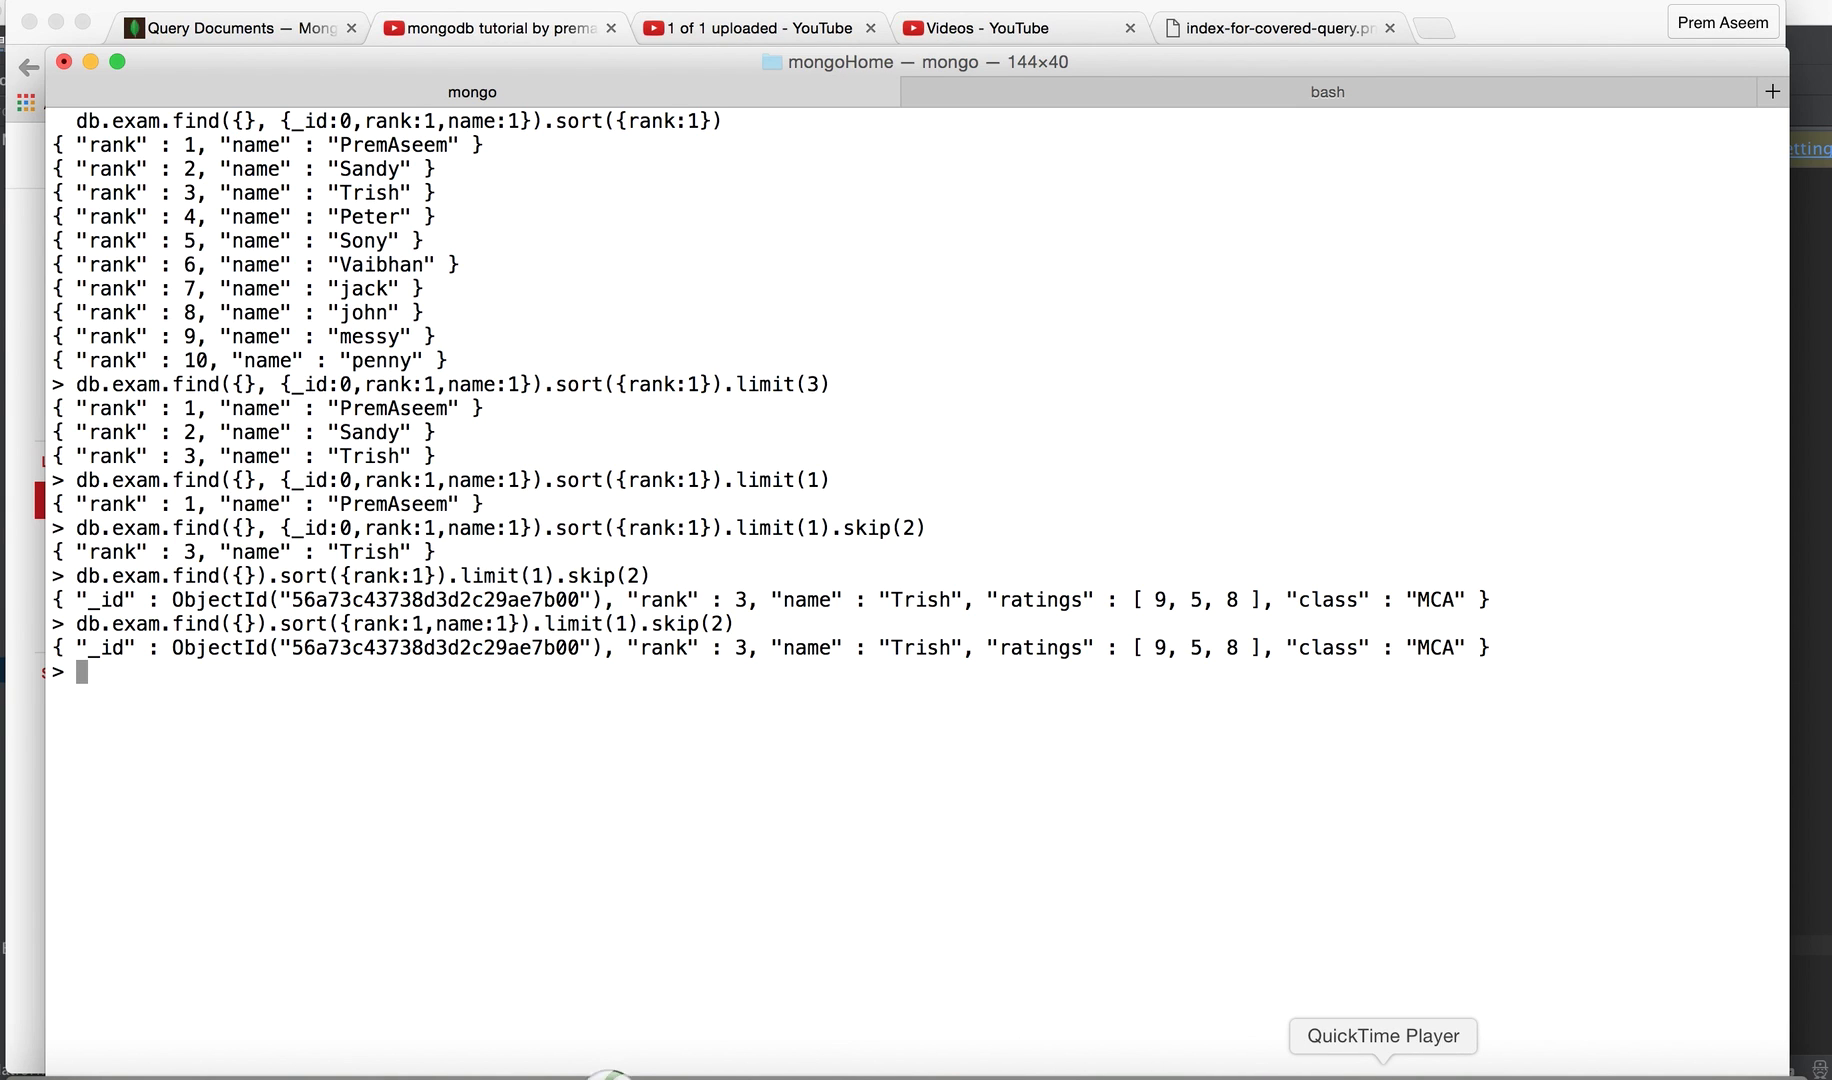 Query Documents — Mong
mongodb tutorial by prema
1 of 1 uploaded - YouTube
Videos - YouTube
index-for-covered-query.pr
Prem Aseem
mongoHome — mongo — 144×40
mongo
bash
db.exam.find({}, {_id:0,rank:1,name:1}).sort({rank:1})
{ "rank" : 1, "name" : "PremAseem" }
{ "rank" : 2, "name" : "Sandy" }
{ "rank" : 3, "name" : "Trish" }
{ "rank" : 4, "name" : "Peter" }
{ "rank" : 5, "name" : "Sony" }
{ "rank" : 6, "name" : "Vaibhan" }
{ "rank" : 7, "name" : "jack" }
{ "rank" : 8, "name" : "john" }
{ "rank" : 9, "name" : "messy" }
{ "rank" : 10, "name" : "penny" }
> db.exam.find({}, {_id:0,rank:1,name:1}).sort({rank:1}).limit(3)
{ "rank" : 1, "name" : "PremAseem" }
{ "rank" : 2, "name" : "Sandy" }
{ "rank" : 3, "name" : "Trish" }
> db.exam.find({}, {_id:0,rank:1,name:1}).sort({rank:1}).limit(1)
{ "rank" : 1, "name" : "PremAseem" }
> db.exam.find({}, {_id:0,rank:1,name:1}).sort({rank:1}).limit(1).skip(2)
{ "rank" : 3, "name" : "Trish" }
> db.exam.find({}).sort({rank:1}).limit(1).skip(2)
{ "_id" : ObjectId("56a73c43738d3d2c29ae7b00"), "rank" : 3, "name" : "Trish", "ratings" : [ 9, 5, 8 ], "class" : "MCA" }
> db.exam.find({}).sort({rank:1,name:1}).limit(1).skip(2)
{ "_id" : ObjectId("56a73c43738d3d2c29ae7b00"), "rank" : 3, "name" : "Trish", "ratings" : [ 9, 5, 8 ], "class" : "MCA" }
>
etting
QuickTime Player